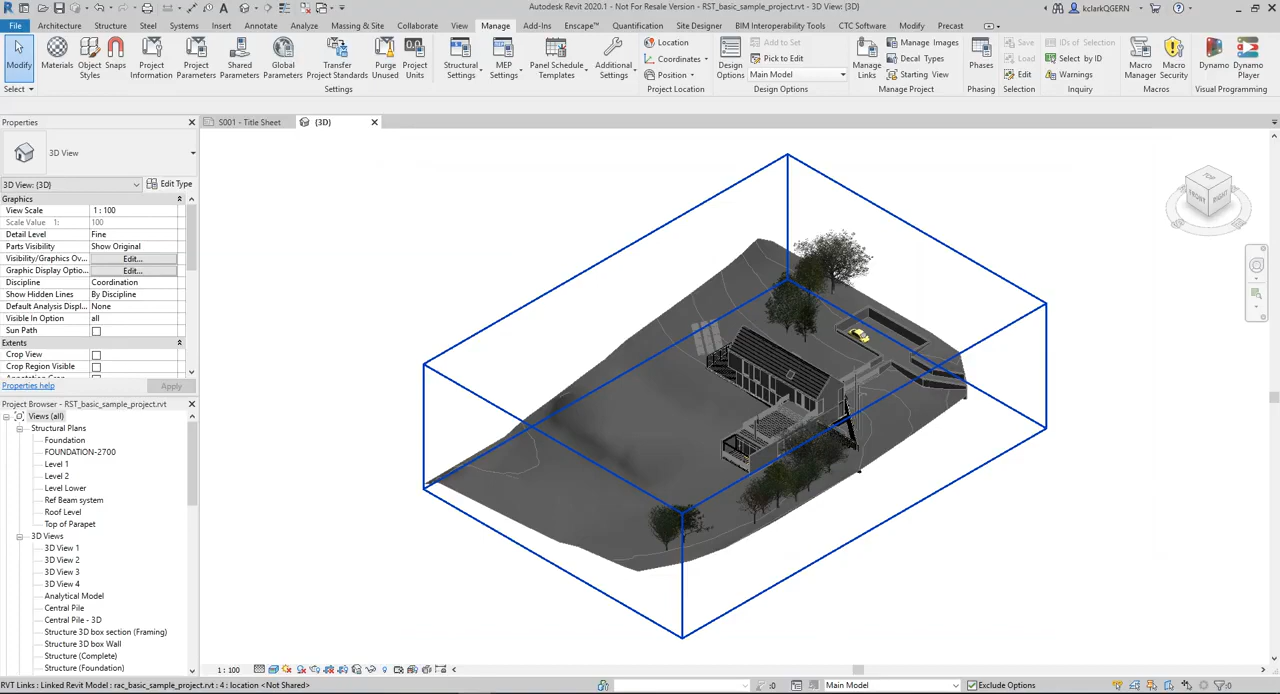 Autodesk Revit 2020.1 - Not For Resale Version - RST_basic_sample_project.rvt - 3D View: {3D}
kclarkQGERN
File Architecture Structure Steel Systems Insert Annotate Analyze Massing & Site Collaborate View Manage Add-Ins Enscape™ Quantification Site Designer BIM Interoperability Tools CTC Software Modify Precast
Modify
Materials
Object Styles
Snaps
Project Information
Project Parameters
Shared Parameters
Global Parameters
Transfer Project Standards
Purge Unused
Project Units
Structural Settings
MEP Settings
Panel Schedule Templates
Additional Settings
Location
Coordinates
Position
Design Options
Add to Set
Pick to Edit
Main Model
Manage Links
Manage Images
Decal Types
Starting View
Phases
Save
Load
Edit
IDs of Selection
Select by ID
Warnings
Macro Manager
Macro Security
Dynamo
Dynamo Player
Select Settings Project Location Design Options Manage Project Phasing Selection Inquiry Macros Visual Programming
Properties
S001 - Title Sheet
{3D}
3D View
3D View: {3D}
Edit Type
Graphics
View Scale 1 : 100
Scale Value 1: 100
Detail Level Fine
Parts Visibility Show Original
Visibility/Graphics Ov... Edit...
Graphic Display Optio... Edit...
Discipline Coordination
Show Hidden Lines By Discipline
Default Analysis Displ... None
Visible In Option all
Sun Path
Extents
Crop View
Crop Region Visible
Properties help
Apply
Project Browser - RST_basic_sample_project.rvt
Views (all)
Structural Plans
Foundation
FOUNDATION-2700
Level 1
Level 2
Level Lower
Ref Beam system
Roof Level
Top of Parapet
3D Views
3D View 1
3D View 2
3D View 3
3D View 4
Analytical Model
Central Pile
Central Pile - 3D
Structure 3D box section (Framing)
Structure 3D box Wall
Structure (Complete)
Structure (Foundation)
TOP
FRONT
RIGHT
1 : 100
RVT Links : Linked Revit Model : rac_basic_sample_project.rvt : 4 : location <Not Shared>
:0
Main Model
Exclude Options
:0